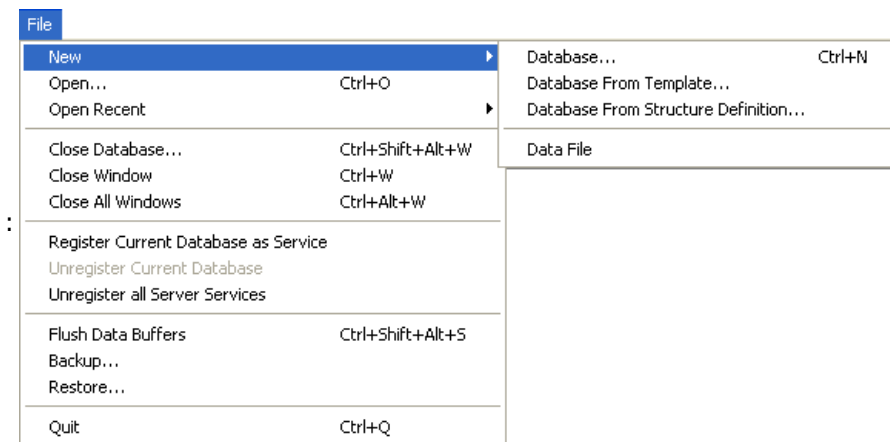 File
New
Open... Ctrl+O
Open Recent
Close Database... Ctrl+Shift+Alt+W
Close Window Ctrl+W
Close All Windows Ctrl+Alt+W
:
Register Current Database as Service
Unregister Current Database
Unregister all Server Services
Flush Data Buffers Ctrl+Shift+Alt+S
Backup...
Restore...
Quit Ctrl+Q
Database... Ctrl+N
Database From Template...
Database From Structure Definition...
Data File